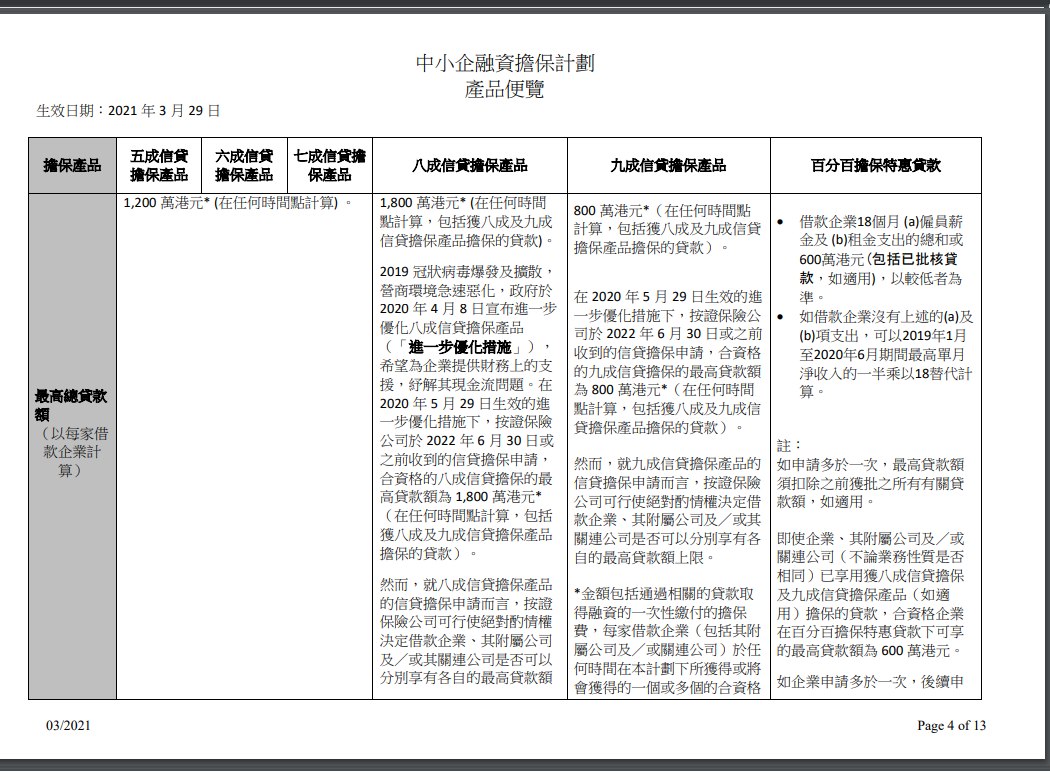 中小企融資擔保計劃
產品便覽
生效日期：2021 年 3 月 29 日
擔保產品
五成信貸
擔保產品
六成信貸
擔保產品
七成信貸擔
保產品
八成信貸擔保產品
九成信貸擔保產品
百分百擔保特惠貸款
最高總貸款
額
（以每家借
款企業計
算）
1,200 萬港元* (在任何時間點計算) 。
1,800 萬港元* (在任何時間
點計算，包括獲八成及九成
信貸擔保產品擔保的貸款)。
2019 冠狀病毒爆發及擴散，
營商環境急速惡化，政府於
2020 年 4 月 8 日宣布進一步
優化八成信貸擔保產品
（「進一步優化措施」），
希望為企業提供財務上的支
援，紓解其現金流問題。在
2020 年 5 月 29 日生效的進
一步優化措施下，按證保險
公司於 2022 年 6 月 30 日或
之前收到的信貸擔保申請，
合資格的八成信貸擔保的最
高貸款額為 1,800 萬港元*
（在任何時間點計算，包括
獲八成及九成信貸擔保產品
擔保的貸款）。
然而，就八成信貸擔保產品
的信貸擔保申請而言，按證
保險公司可行使絕對酌情權
決定借款企業、其附屬公司
及／或其關連公司是否可以
分別享有各自的最高貸款額
800 萬港元*（在任何時間點
計算，包括獲八成及九成信貸
擔保產品擔保的貸款）。
在 2020 年 5 月 29 日生效的進
一步優化措施下，按證保險公
司於 2022 年 6 月 30 日或之前
收到的信貸擔保申請，合資格
的九成信貸擔保的最高貸款額
為 800 萬港元*（在任何時間
點計算，包括獲八成及九成信
貸擔保產品擔保的貸款）。
然而，就九成信貸擔保產品的
信貸擔保申請而言，按證保險
公司可行使絕對酌情權決定借
款企業、其附屬公司及／或其
關連公司是否可以分別享有各
自的最高貸款額上限。
*金額包括通過相關的貸款取
得融資的一次性繳付的擔保
費，每家借款企業（包括其附
屬公司及／或關連公司）於任
何時間在本計劃下所獲得或將
會獲得的一個或多個的合資格
• 借款企業18個月 (a)僱員薪
金及 (b)租金支出的總和或
600萬港元(包括已批核貸
款，如適用)，以較低者為
準。
• 如借款企業沒有上述的(a)及
(b)項支出，可以2019年1月
至2020年6月期間最高單月
淨收入的一半乘以18替代計
算。
註：
如申請多於一次，最高貸款額
須扣除之前獲批之所有有關貸
款額，如適用。
即使企業、其附屬公司及／或
關連公司（不論業務性質是否
相同）已享用獲八成信貸擔保
及九成信貸擔保產品（如適
用）擔保的貸款，合資格企業
在百分百擔保特惠貸款下可享
的最高貸款額為 600 萬港元。
如企業申請多於一次，後續申
03/2021
Page 4 of 13